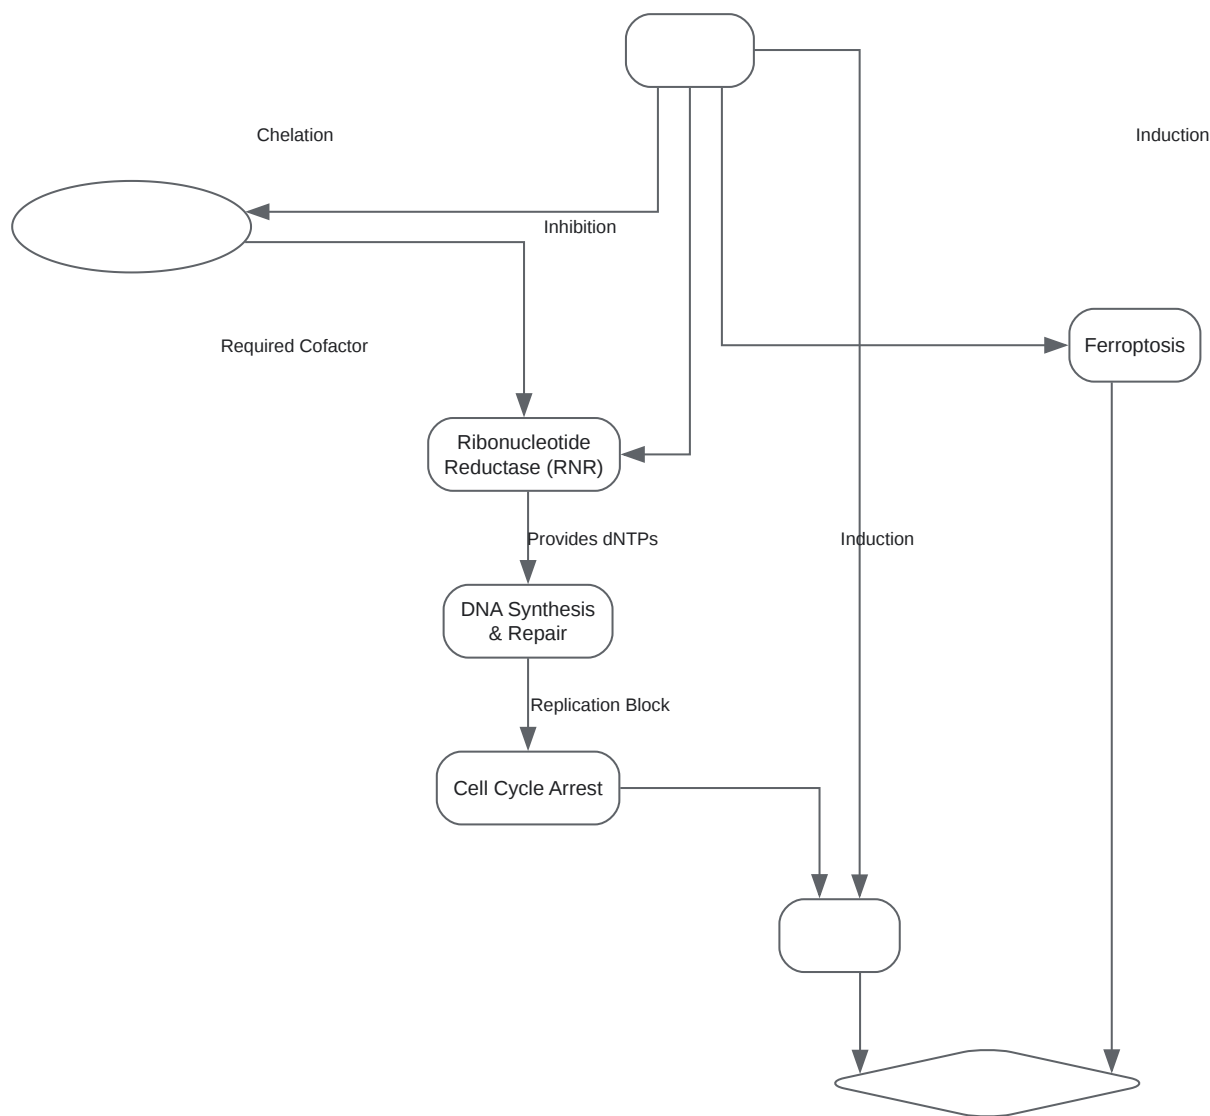 Chelation
Induction
Inhibition
Required Cofactor
Ferroptosis
Ribonucleotide
Reductase (RNR)
Provides dNTPs
Induction
DNA Synthesis
& Repair
Replication Block
Cell Cycle Arrest